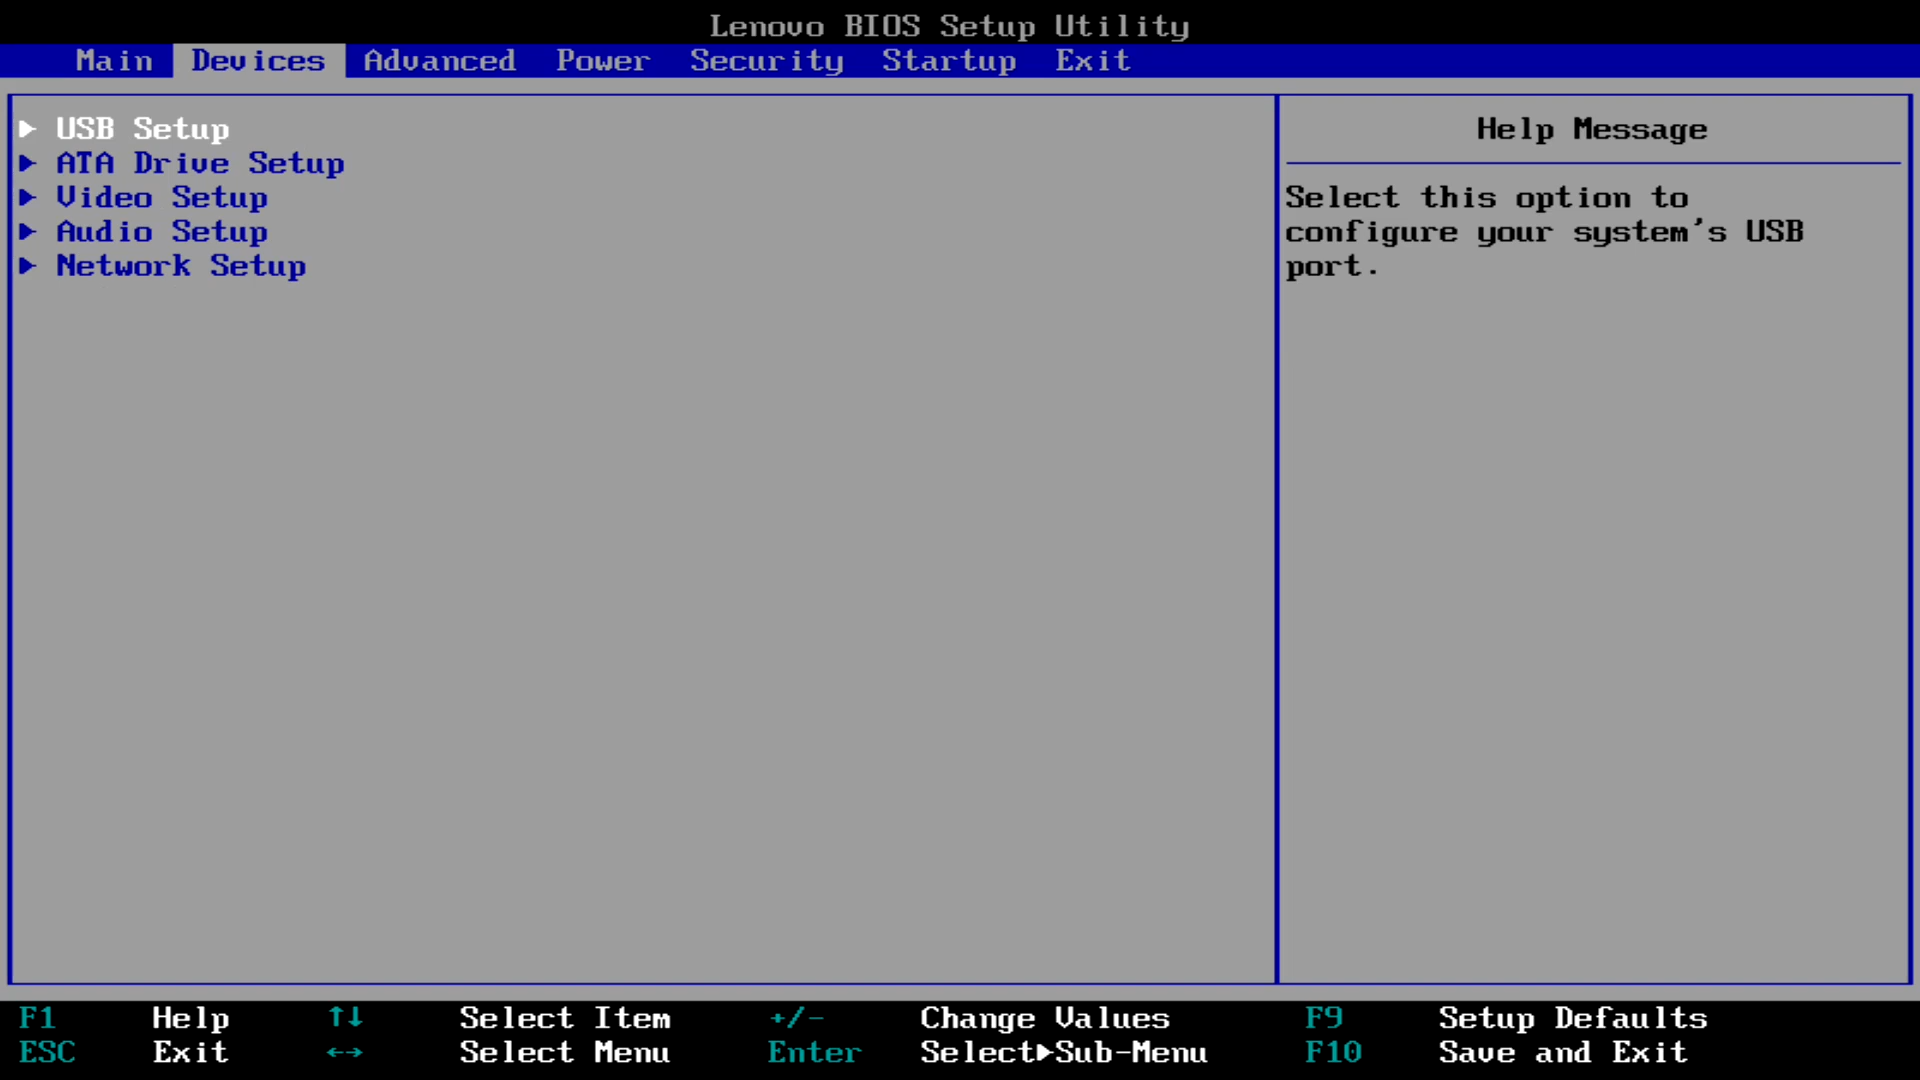 Lenovo BIOS Setup Utility
Main Devices Advanced Power Security Startup Exit
▶ USB Setup
▶ ATA Drive Setup
▶ Video Setup
▶ Audio Setup
▶ Network Setup
Help Message
Select this option to
configure your system's USB
port.
F1 Help ↑↓ Select Item +/- Change Values F9 Setup Defaults
ESC Exit ←→ Select Menu Enter Select▶Sub-Menu F10 Save and Exit